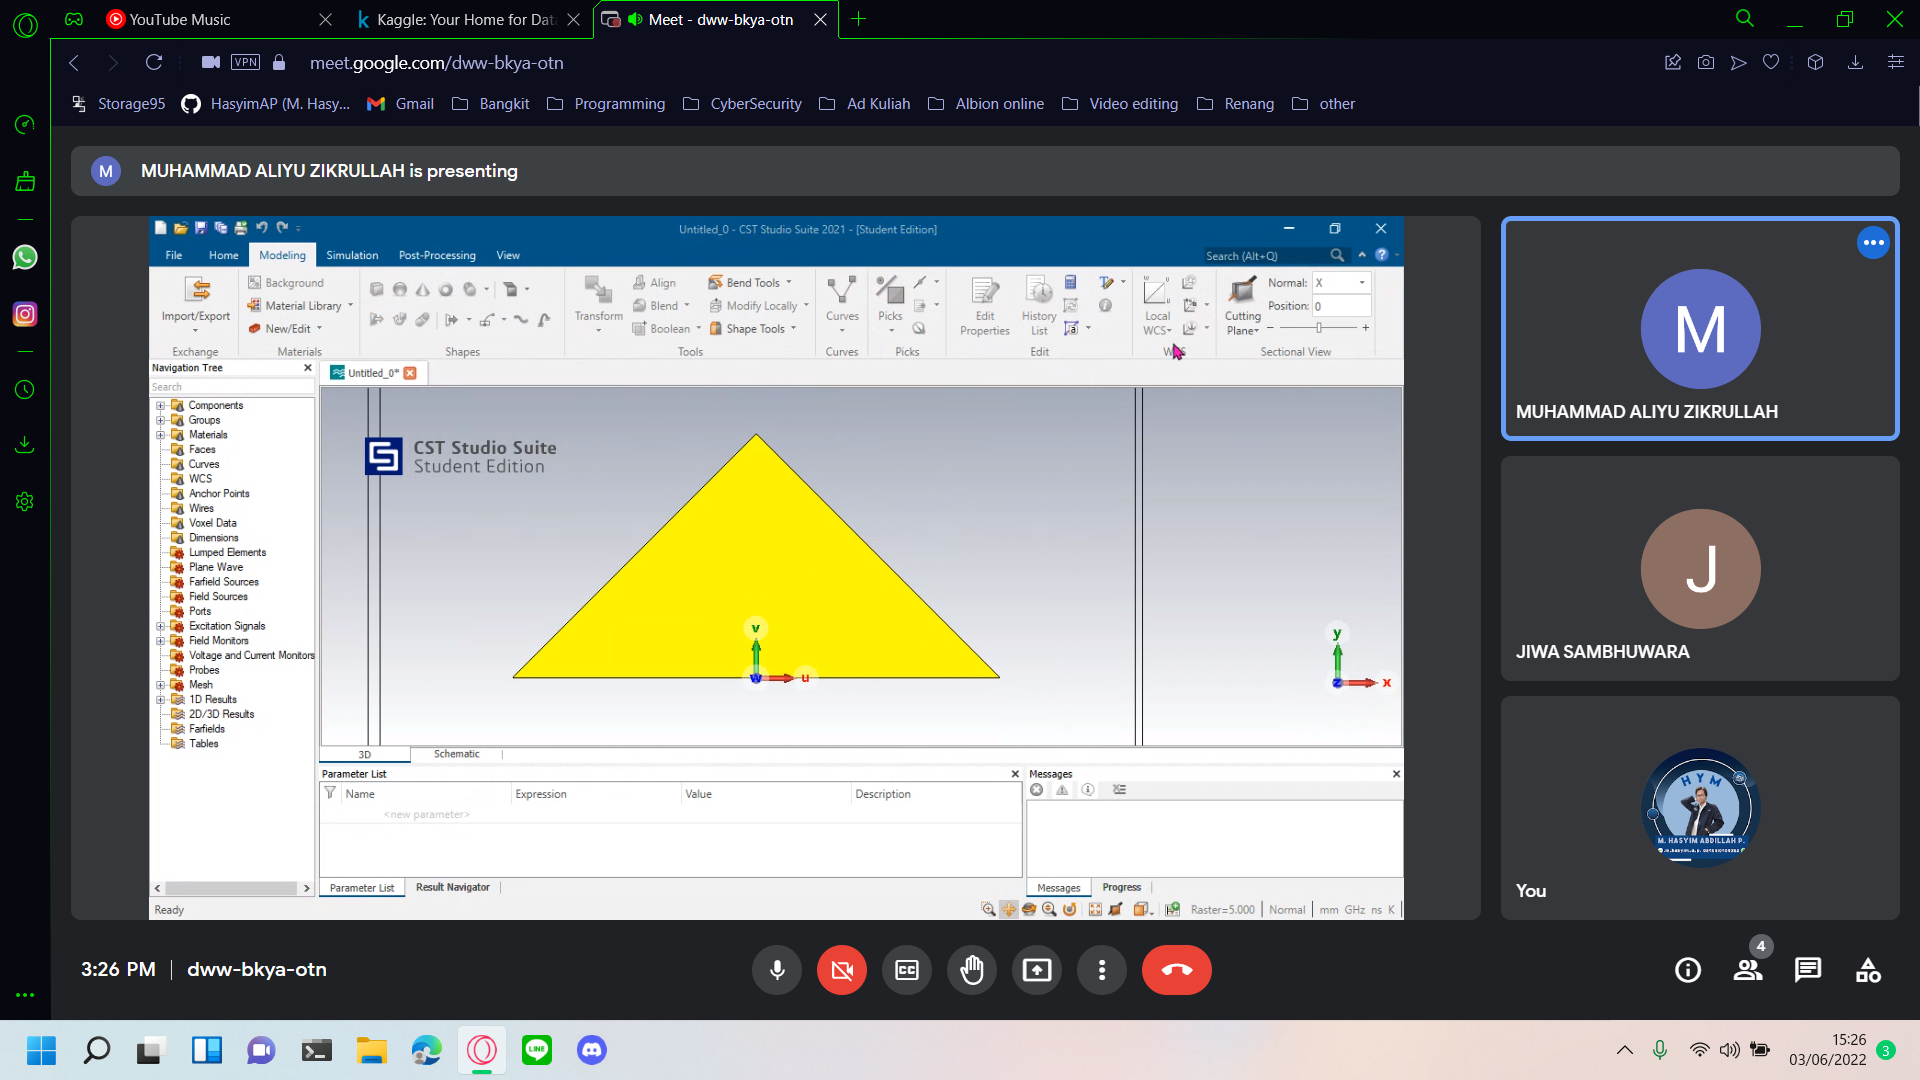 YouTube Music
Kaggle: Your Home for Data
Meet - dww-bkya-otn
VPN
meet.google.com/dww-bkya-otn
Storage95
HasyimAP (M. Hasy...
Gmail
Bangkit
Programming
CyberSecurity
Ad Kuliah
Albion online
Video editing
Renang
other
M
MUHAMMAD ALIYU ZIKRULLAH is presenting
Untitled_0 - CST Studio Suite 2021 - [Student Edition]
File
Home
Modeling
Simulation
Post-Processing
View
Search (Alt+Q)
Import/Export
Exchange
Background
Material Library
New/Edit
Materials
Shapes
Transform
Align
Blend
Boolean
Bend Tools
Modify Locally
Shape Tools
Tools
Curves
Curves
Picks
Picks
Edit
Properties
History
List
Edit
Local
WCS
WCS
Cutting
Plane
Normal: X
Position: 0
Sectional View
Navigation Tree
Search
Components
Groups
Materials
Faces
Curves
WCS
Anchor Points
Wires
Voxel Data
Dimensions
Lumped Elements
Plane Wave
Farfield Sources
Field Sources
Ports
Excitation Signals
Field Monitors
Voltage and Current Monitors
Probes
Mesh
1D Results
2D/3D Results
Farfields
Tables
Untitled_0*
CST Studio Suite
Student Edition
v
w
u
y
z
x
3D
Schematic
Parameter List
Name
Expression
Value
Description
<new parameter>
Parameter List
Result Navigator
Messages
Messages
Progress
Ready
Raster=5.000
Normal
mm GHz ns K
M
MUHAMMAD ALIYU ZIKRULLAH
J
JIWA SAMBHUWARA
H Y M
M. HASYIM ABDILLAH P.
You
3:26 PM
dww-bkya-otn
CC
4
LINE
15:26
03/06/2022
3